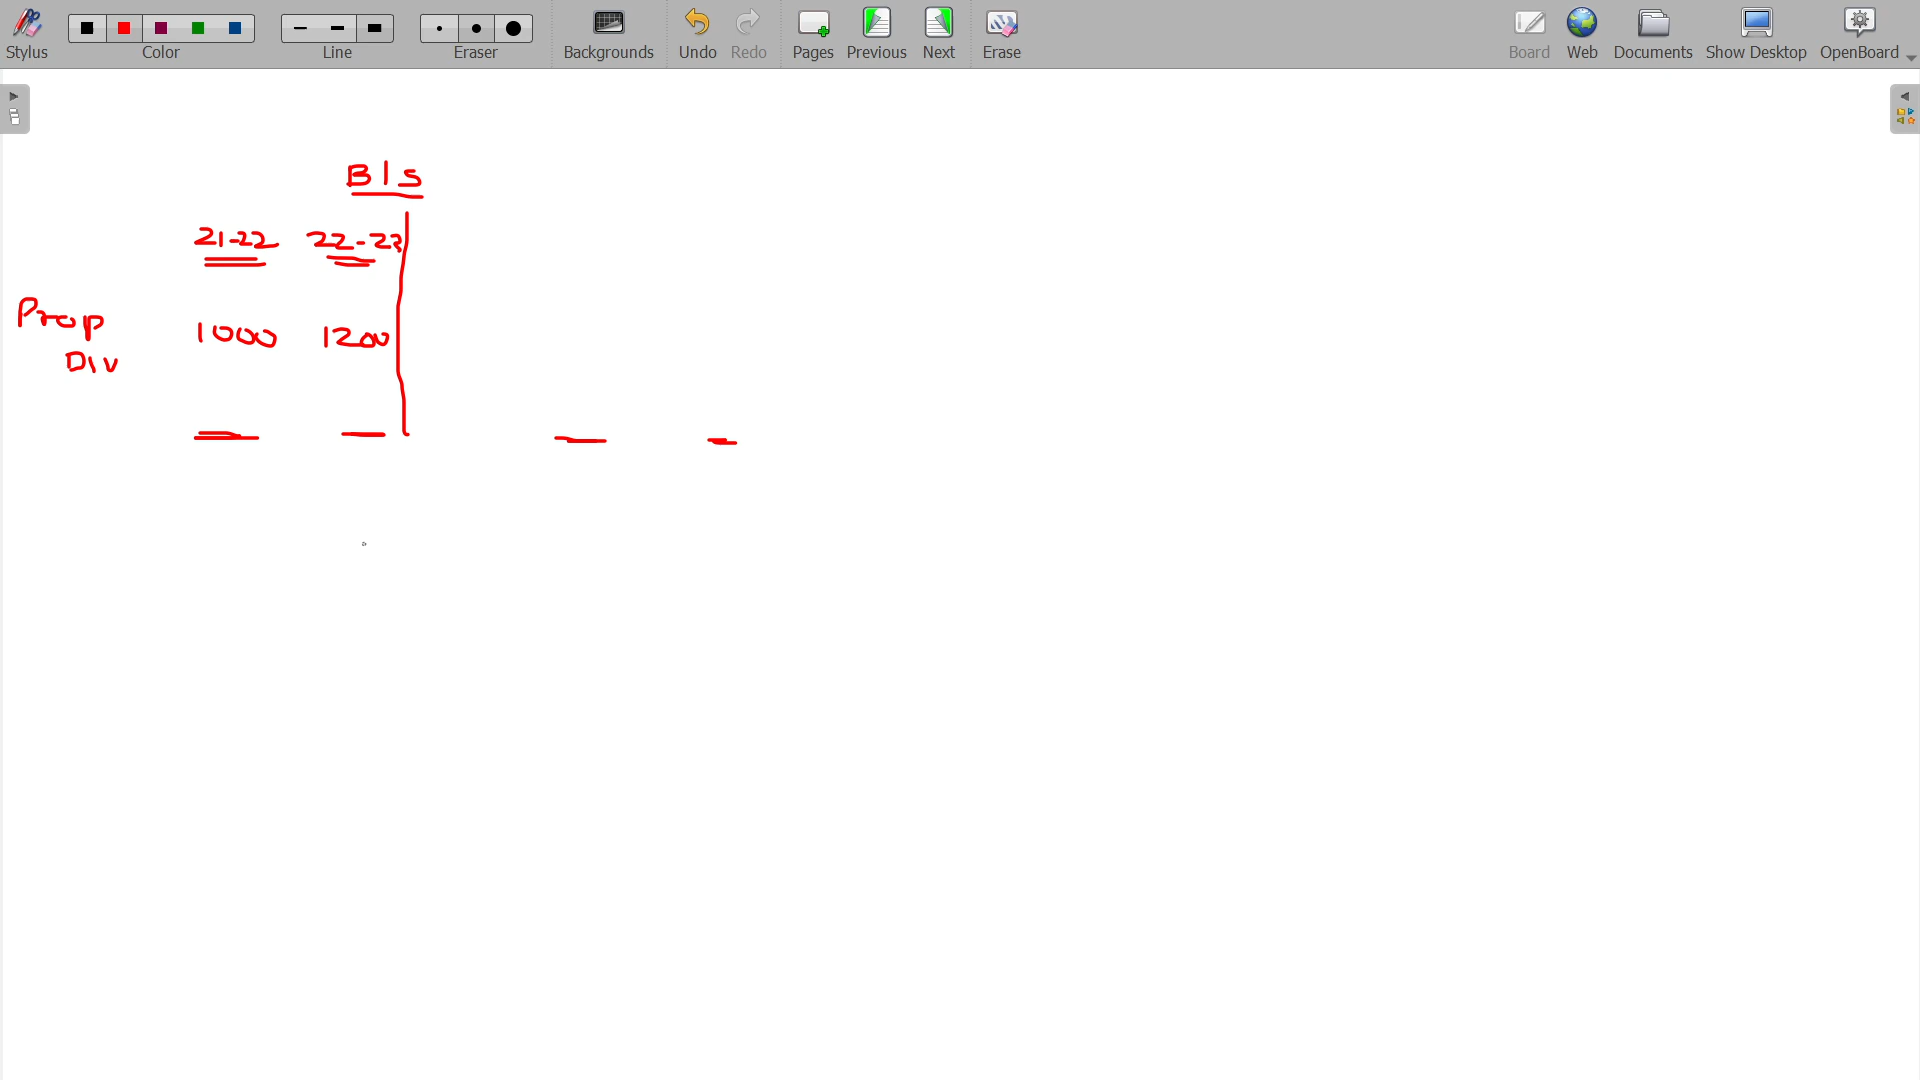 Stylus Color Line Eraser Backgrounds Undo Redo Pages Previous Next Erase Board Web Documents Show Desktop OpenBoard
B|s
21-22 22-23
Prop 1000 1200
Div